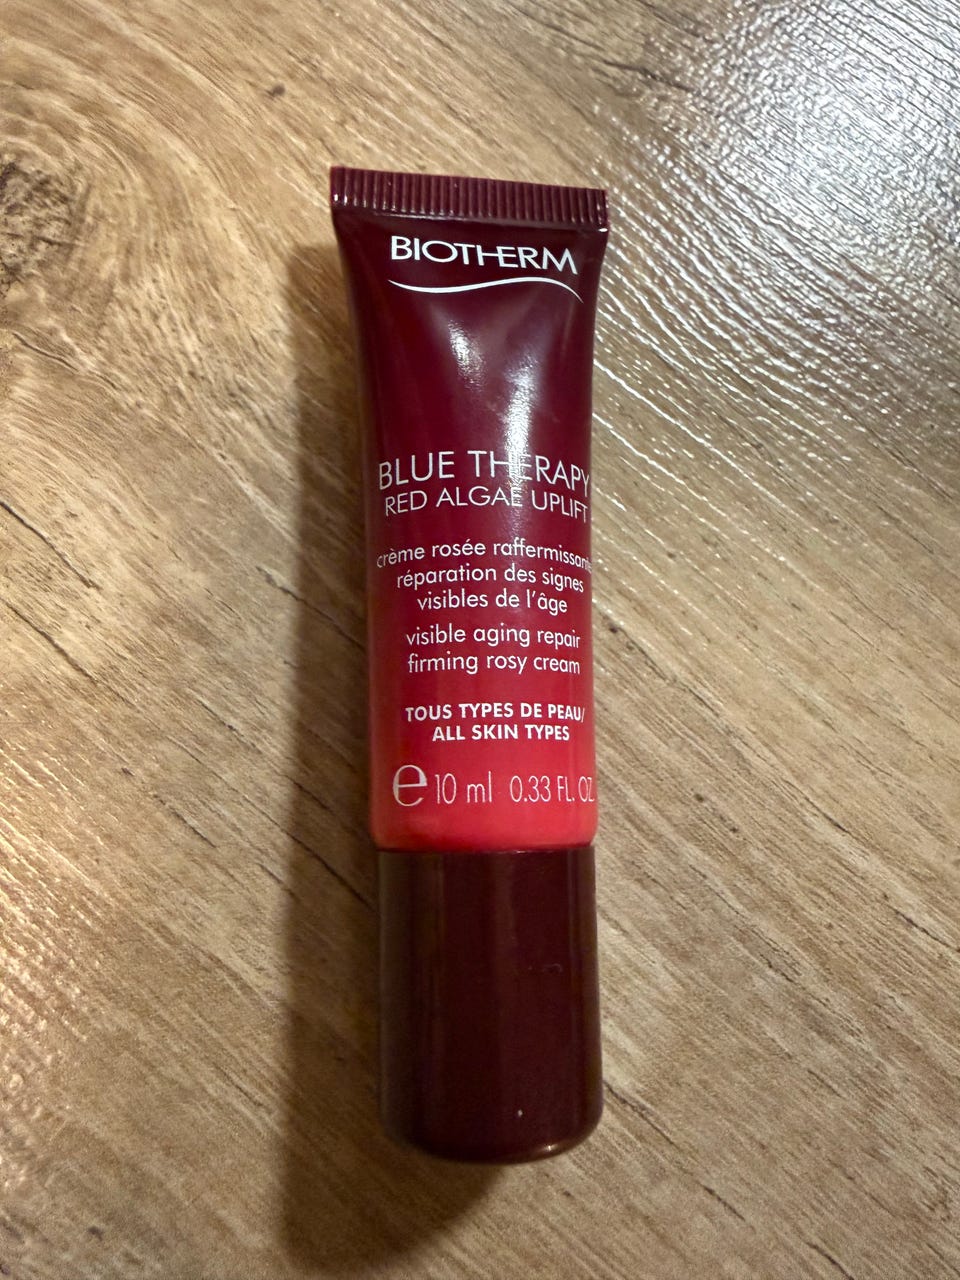 BIOTHERM
BLUE THERAPY
RED ALGAE UPLIFT
crème rosée raffermissante
réparation des signes
visibles de l'âge
visible aging repair
firming rosy cream
TOUS TYPES DE PEAU/
ALL SKIN TYPES
e 10 ml 0.33 FL. OZ